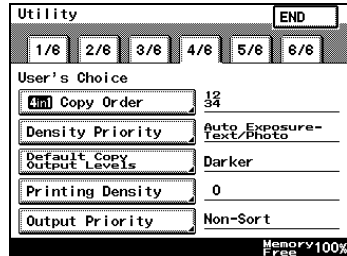 Utility
END
1/6 2/6 3/6 4/6 5/6 6/6
User's Choice
4in1 Copy Order
12
34
Density Priority
Auto Exposure-
Text/Photo
Default Copy
Output Levels
Darker
Printing Density
0
Output Priority
Non-Sort
Memory
Free
100%